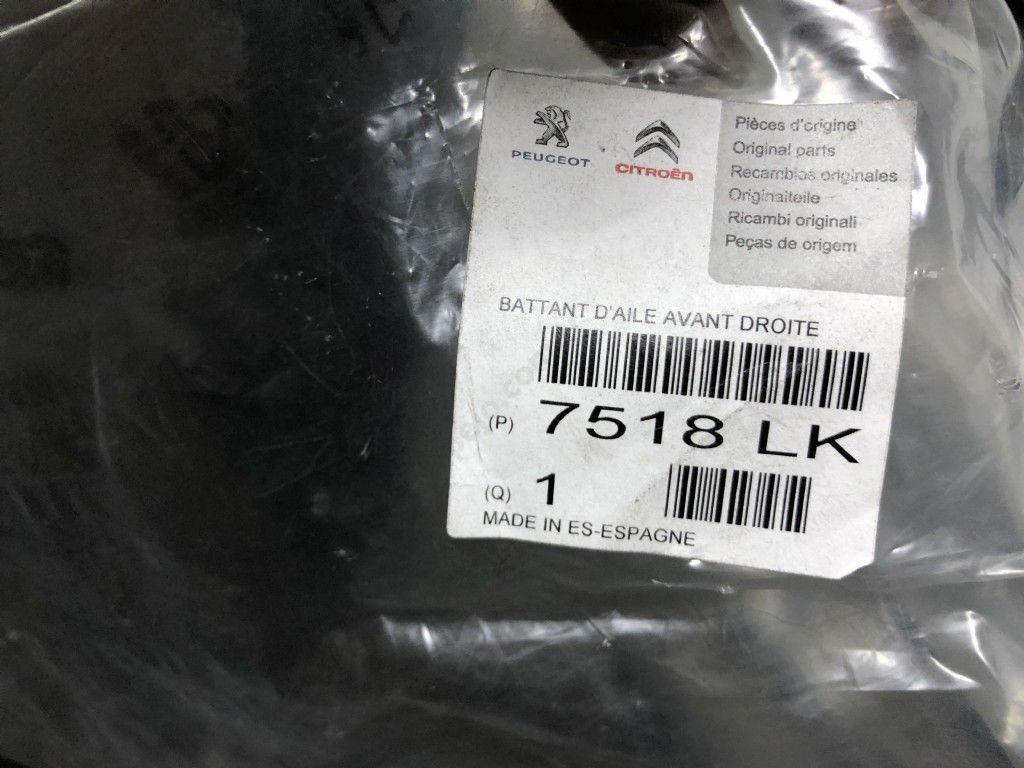 PEUGEOT
CITROËN
Pièces d'origine
Original parts
Recambios originales
Originalteile
Ricambi originali
Peças de origem
BATTANT D'AILE AVANT DROITE
(P) 7518 LK
(Q) 1
MADE IN ES-ESPAGNE